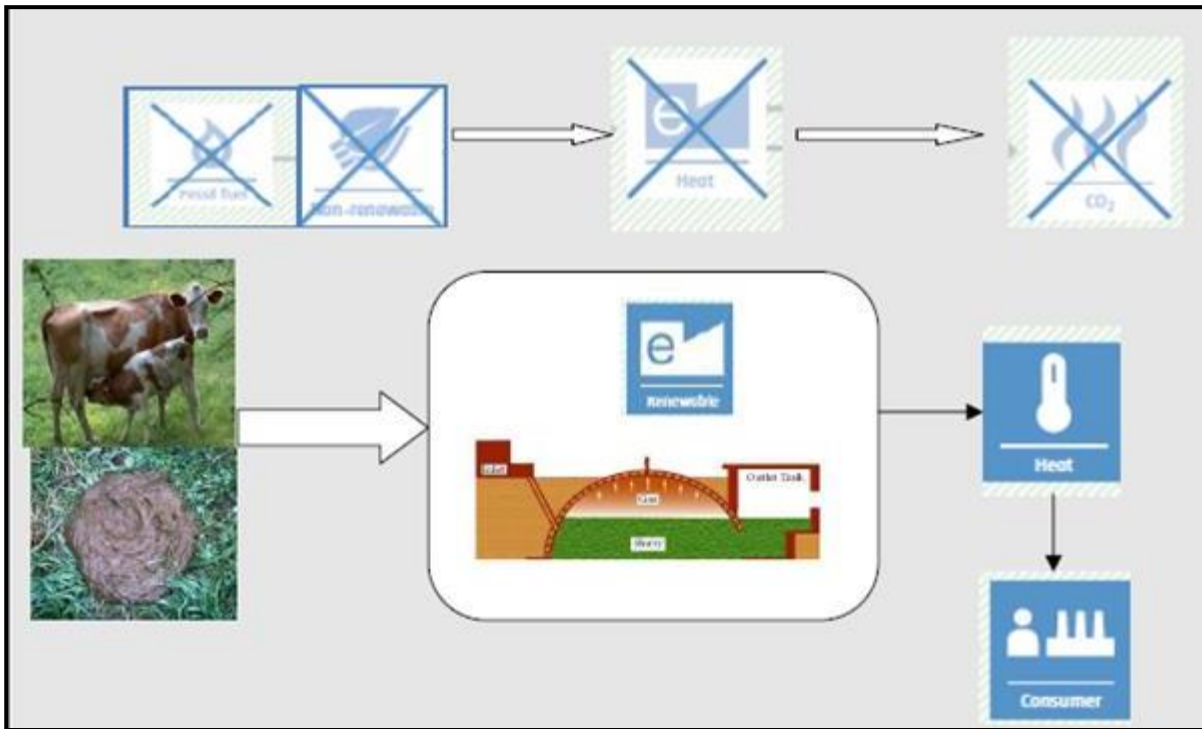 Fossil fuel
Non-renewable
Heat
CO₂
e
Renewable
Inlet
Gas
Outlet Tank
Slurry
Heat
Consumer